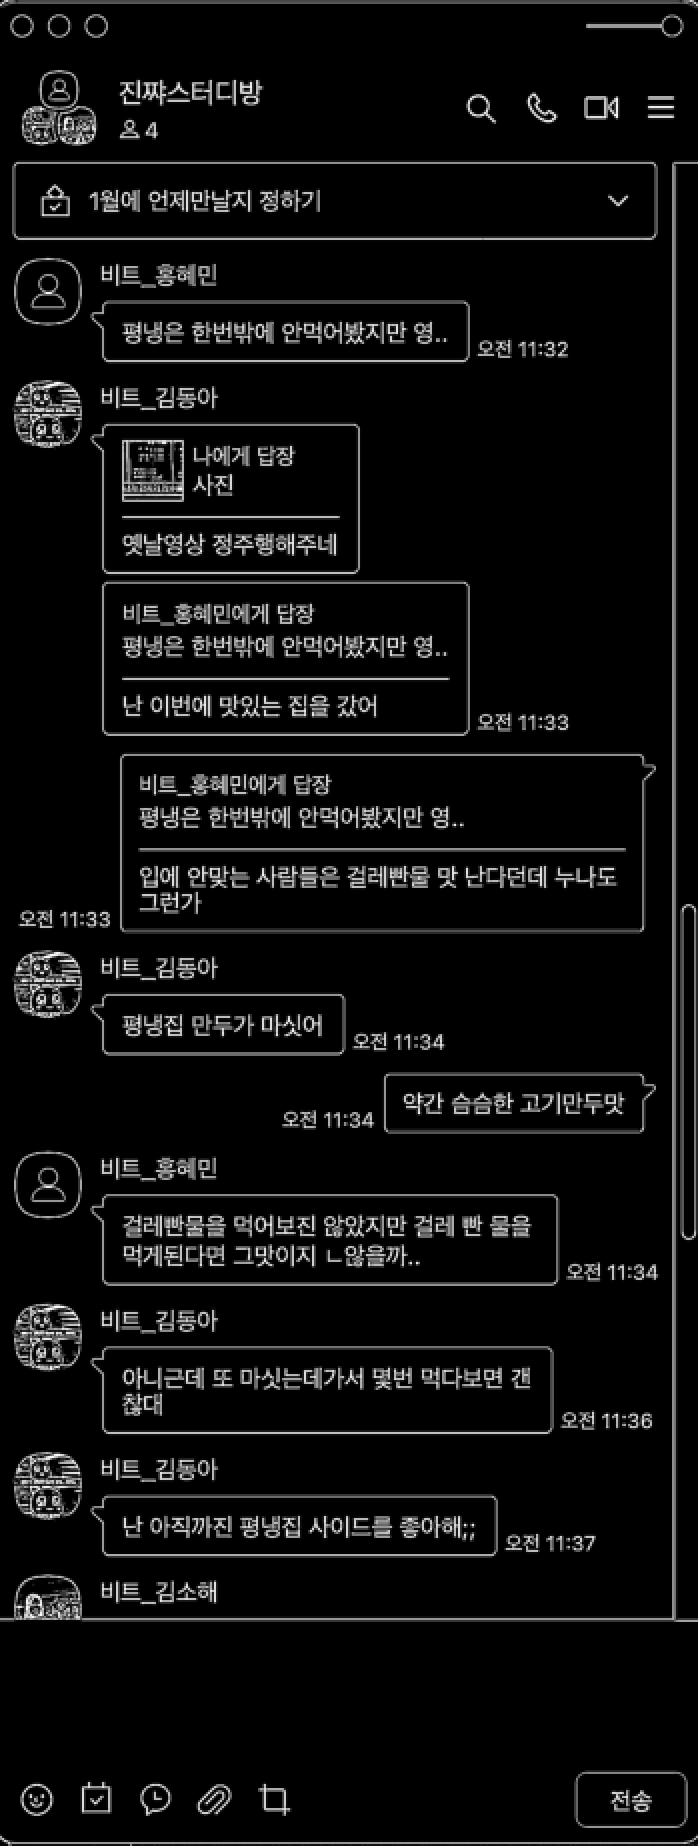 진쨔스터디방
4
1월에 언제만날지 정하기
비트_홍혜민
평냉은 한번밖에 안먹어봤지만 영..
오전 11:32
비트_김동아
나에게 답장
사진
옛날영상 정주행해주네
비트_홍혜민에게 답장
평냉은 한번밖에 안먹어봤지만 영..
난 이번에 맛있는 집을 갔어
오전 11:33
비트_홍혜민에게 답장
평냉은 한번밖에 안먹어봤지만 영..
입에 안맞는 사람들은 걸레빤물 맛 난다던데 누나도
그런가
오전 11:33
비트_김동아
평냉집 만두가 마싯어
오전 11:34
약간 슴슴한 고기만두맛
오전 11:34
비트_홍혜민
걸레빤물을 먹어보진 않았지만 걸레 빤 물을
먹게된다면 그맛이지 ㄴ않을까..
오전 11:34
비트_김동아
아니근데 또 마싯는데가서 몇번 먹다보면 갠
찮대
오전 11:36
비트_김동아
난 아직까진 평냉집 사이드를 좋아해;;
오전 11:37
비트_김소해
전송